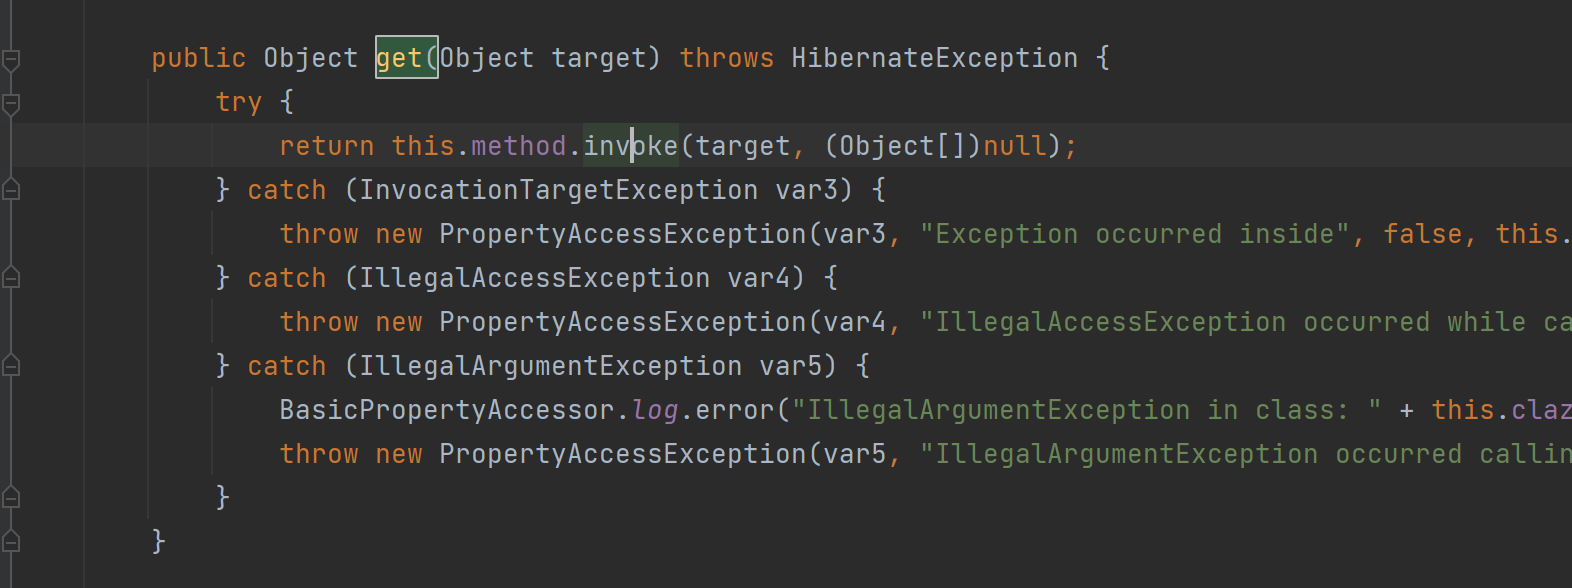 public Object get(Object target) throws HibernateException {
try {
return this.method.invoke(target, (Object[])null);
} catch (InvocationTargetException var3) {
throw new PropertyAccessException(var3, "Exception occurred inside", false, this.
} catch (IllegalAccessException var4) {
throw new PropertyAccessException(var4, "IllegalAccessException occurred while ca
} catch (IllegalArgumentException var5) {
BasicPropertyAccessor.log.error("IllegalArgumentException in class: " + this.claz
throw new PropertyAccessException(var5, "IllegalArgumentException occurred callin
}
}